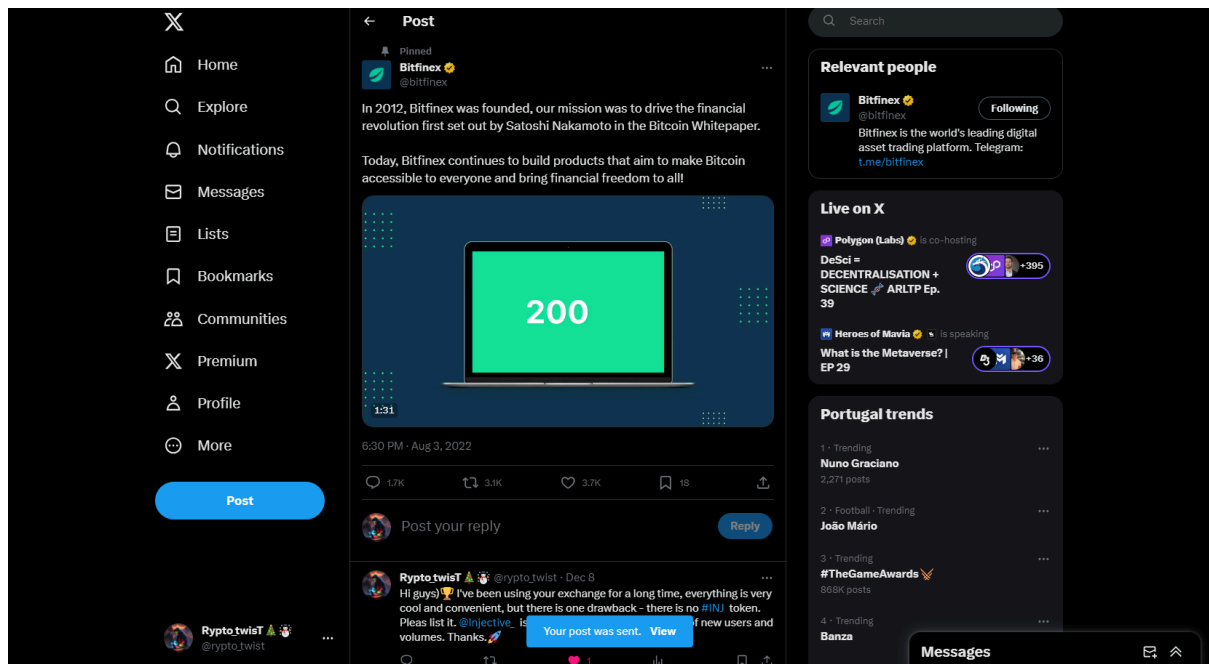 Home
Explore
Notifications
Messages
Lists
Bookmarks
Communities
Premium
Profile
More
Post
Rypto_twisT
@rypto_twist
Post
Pinned
Bitfinex
@bitfinex
In 2012, Bitfinex was founded, our mission was to drive the financial
revolution first set out by Satoshi Nakamoto in the Bitcoin Whitepaper.
Today, Bitfinex continues to build products that aim to make Bitcoin
accessible to everyone and bring financial freedom to all!
200
1:31
6:30 PM · Aug 3, 2022
1.7K 3.1K 3.7K 18
Post your reply
Reply
Rypto_twisT @rypto_twist · Dec 8
Hi guys)🏆 I've been using your exchange for a long time, everything is very
cool and convenient, but there is one drawback - there is no #INJ token.
Pleas list it. @Injective_ is of new users and
volumes. Thanks.🚀
1
Your post was sent. View
Search
Relevant people
Bitfinex
@bitfinex
Following
Bitfinex is the world's leading digital
asset trading platform. Telegram:
t.me/bitfinex
Live on X
Polygon (Labs) is co-hosting
DeSci =
DECENTRALISATION +
SCIENCE 🧬 ARLTP Ep.
39
+395
Heroes of Mavia is speaking
What is the Metaverse? |
EP 29
+36
Portugal trends
1 · Trending
Nuno Graciano
2,271 posts
2 · Football · Trending
João Mário
3 · Trending
#TheGameAwards
868K posts
4 · Trending
Banza
Messages